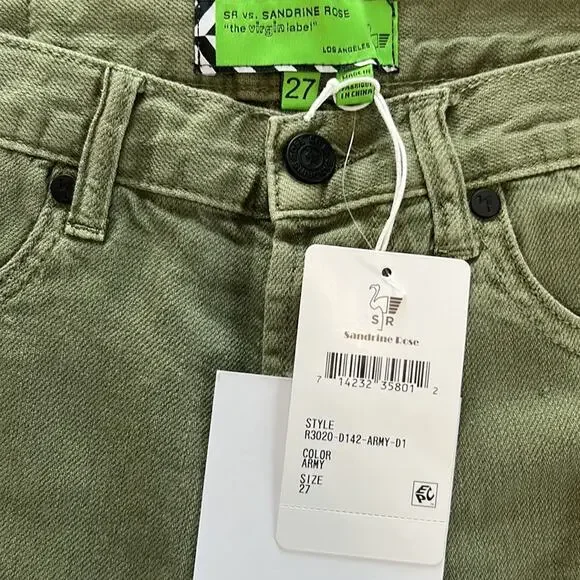 SR vs. SANDRINE ROSE
"the virgin label"
LOS ANGELES
27
MADE IN
FABRIQUÉ
EN CHINA
S R
Sandrine Rose
7 14232 35801 2
STYLE
R3020-D142-ARMY-D1
COLOR
ARMY
SIZE
27